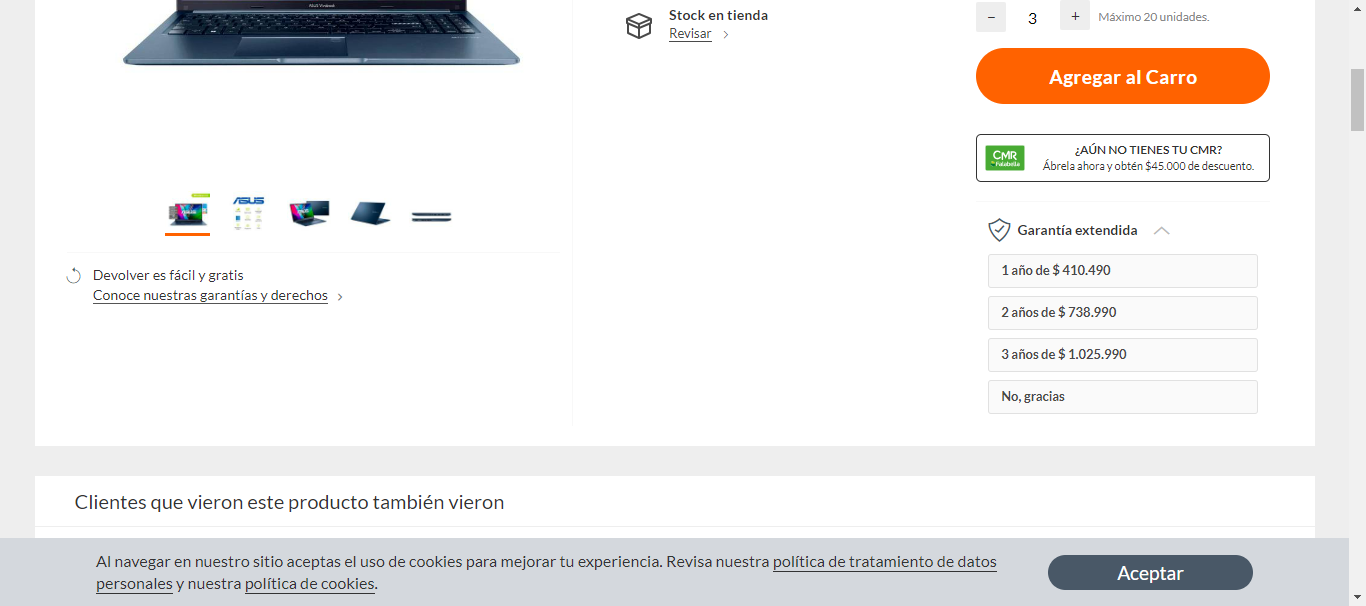 ASUS Vivobook
Stock en tienda
Revisar
−
3
+
Máximo 20 unidades.
Agregar al Carro
CMR
Falabella
¿AÚN NO TIENES TU CMR?
Ábrela ahora y obtén $45.000 de descuento.
ASUS
Devolver es fácil y gratis
Conoce nuestras garantías y derechos
Garantía extendida
1 año de $ 410.490
2 años de $ 738.990
3 años de $ 1.025.990
No, gracias
Clientes que vieron este producto también vieron
Al navegar en nuestro sitio aceptas el uso de cookies para mejorar tu experiencia. Revisa nuestra política de tratamiento de datos
personales y nuestra política de cookies.
Aceptar